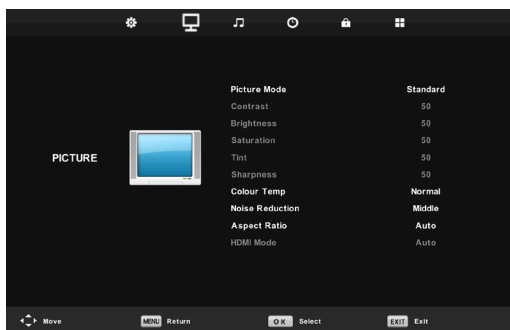 Picture Mode Standard
Contrast 50
Brightness 50
Saturation 50
PICTURE
Tint 50
Sharpness 50
Colour Temp Normal
Noise Reduction Middle
Aspect Ratio Auto
HDMI Mode Auto
Move MENU Return OK Select EXIT Exit